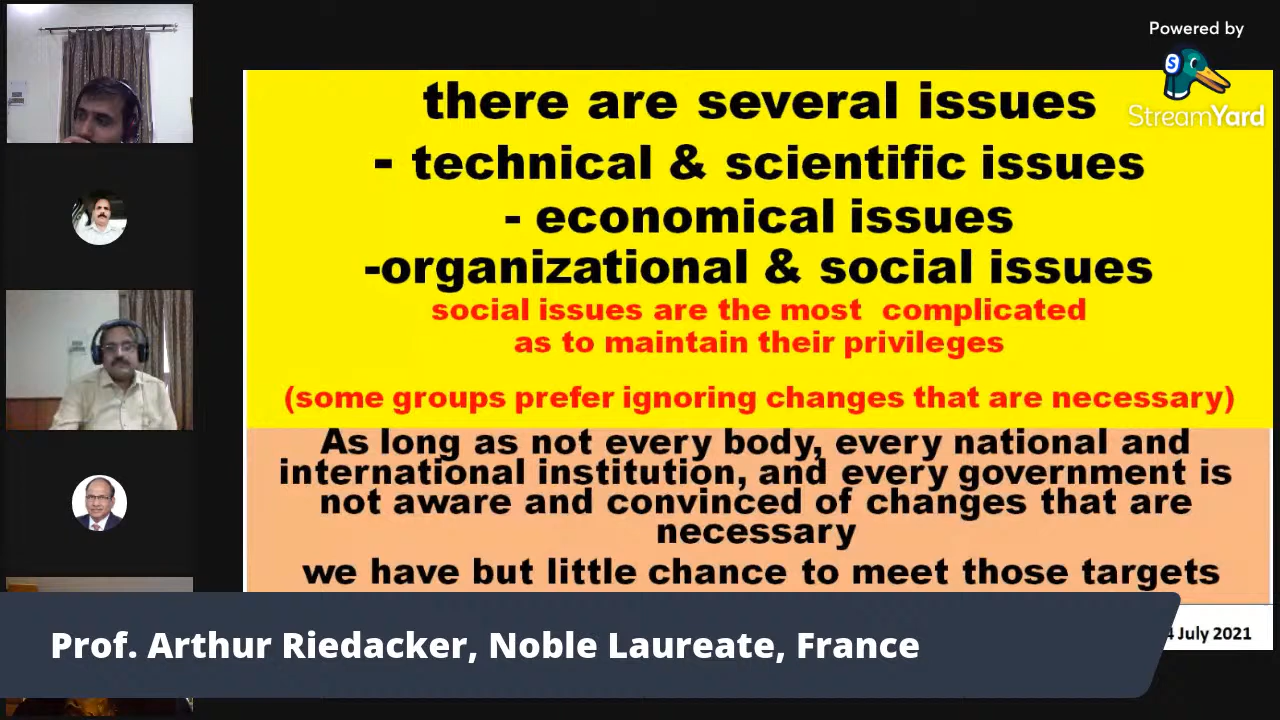 Powered by
S
StreamYard
there are several issues
- technical & scientific issues
- economical issues
-organizational & social issues
social issues are the most complicated
as to maintain their privileges
(some groups prefer ignoring changes that are necessary)
As long as not every body, every national and
international institution, and every government is
not aware and convinced of changes that are
necessary
we have but little chance to meet those targets
4 July 2021
Prof. Arthur Riedacker, Noble Laureate, France